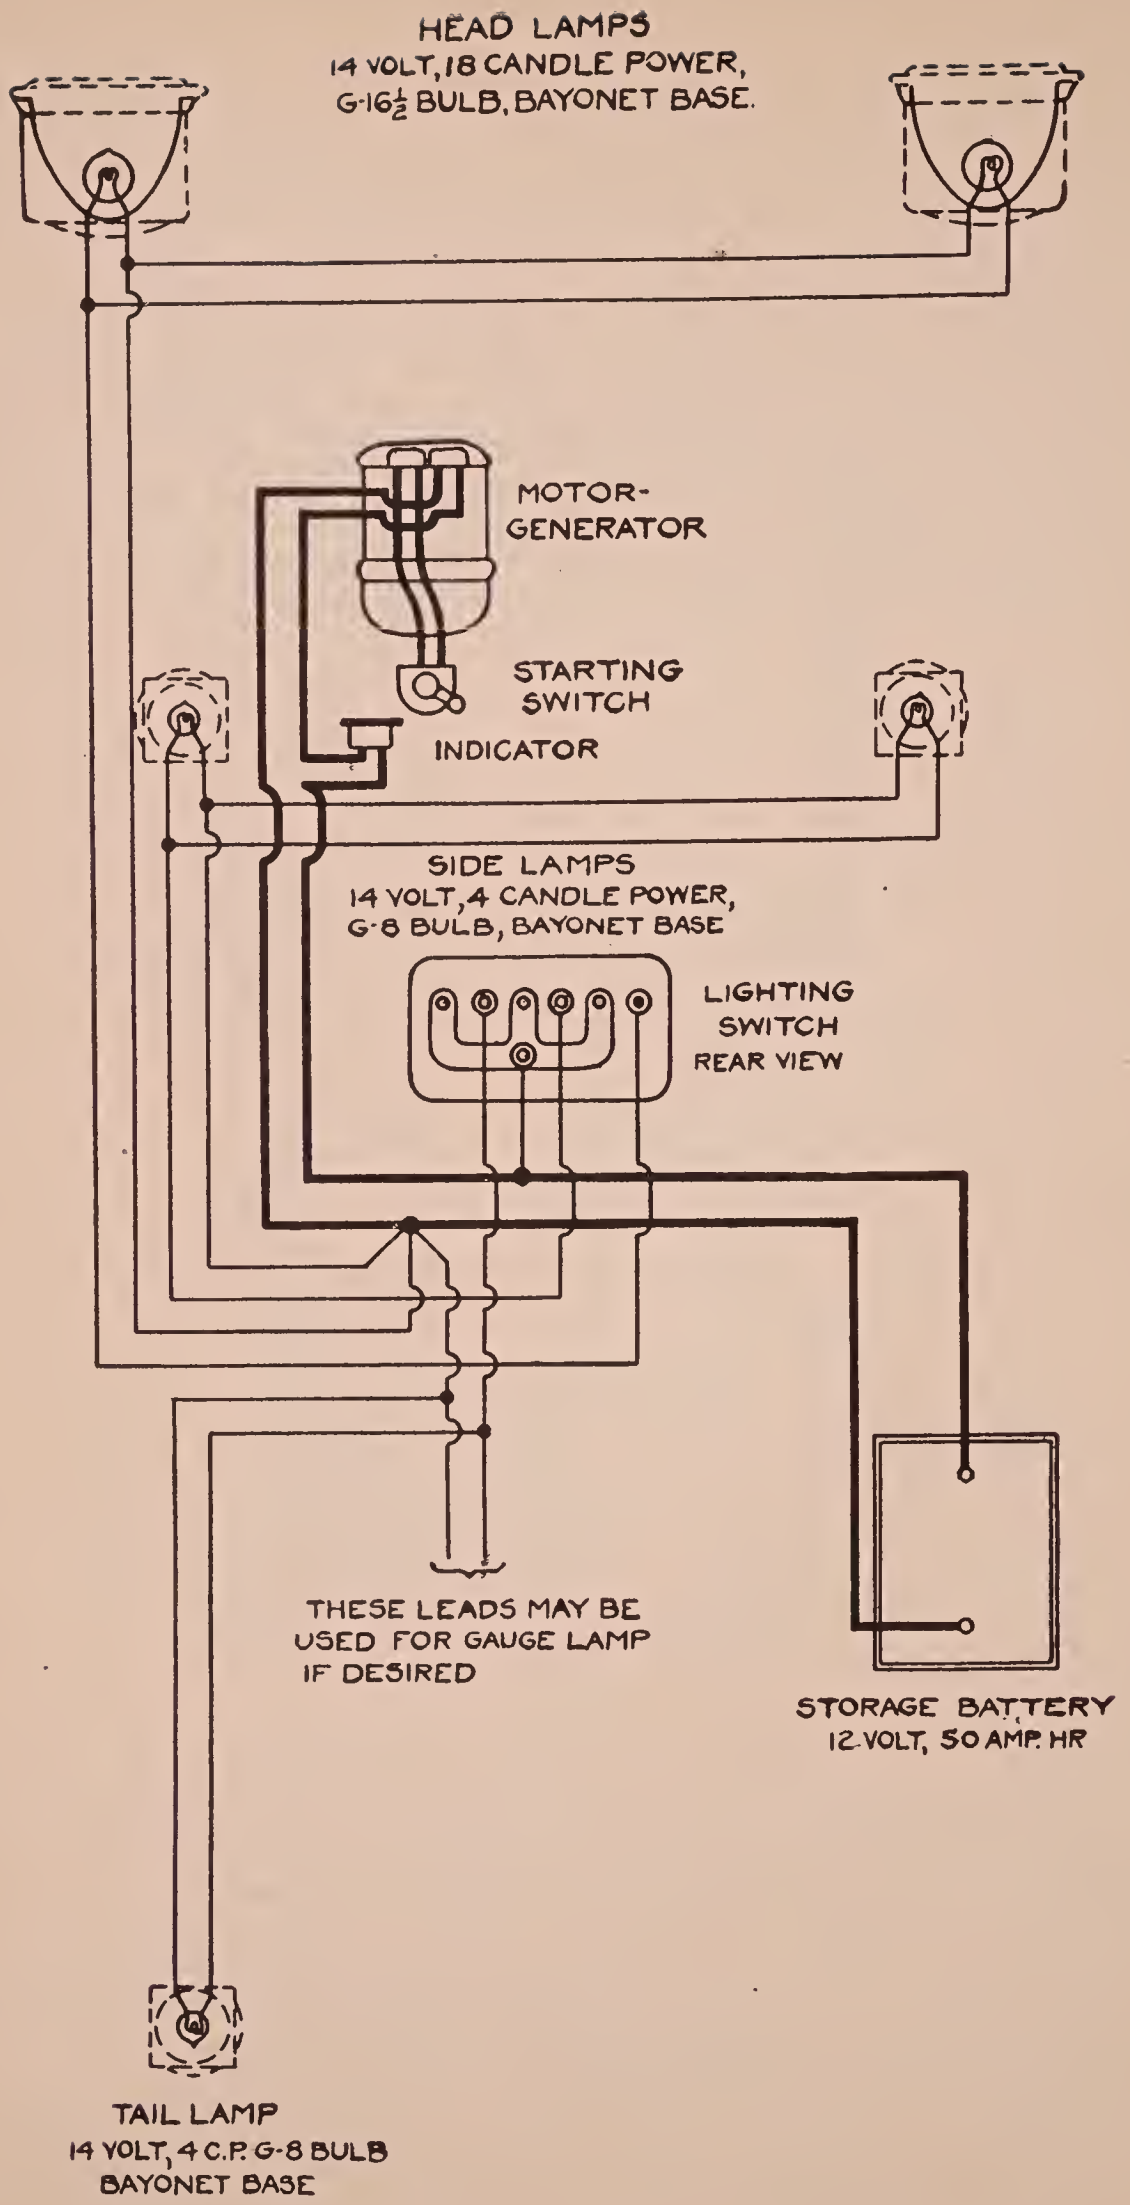 HEAD LAMPS
14 VOLT, 18 CANDLE POWER,
G-16½ BULB, BAYONET BASE.
MOTOR-
GENERATOR
STARTING
SWITCH
INDICATOR
SIDE LAMPS
14 VOLT, 4 CANDLE POWER,
G-8 BULB, BAYONET BASE
LIGHTING
SWITCH
REAR VIEW
THESE LEADS MAY BE
USED FOR GAUGE LAMP
IF DESIRED
STORAGE BATTERY
12-VOLT, 50 AMP. HR
TAIL LAMP
14 VOLT, 4 C.P. G-8 BULB
BAYONET BASE